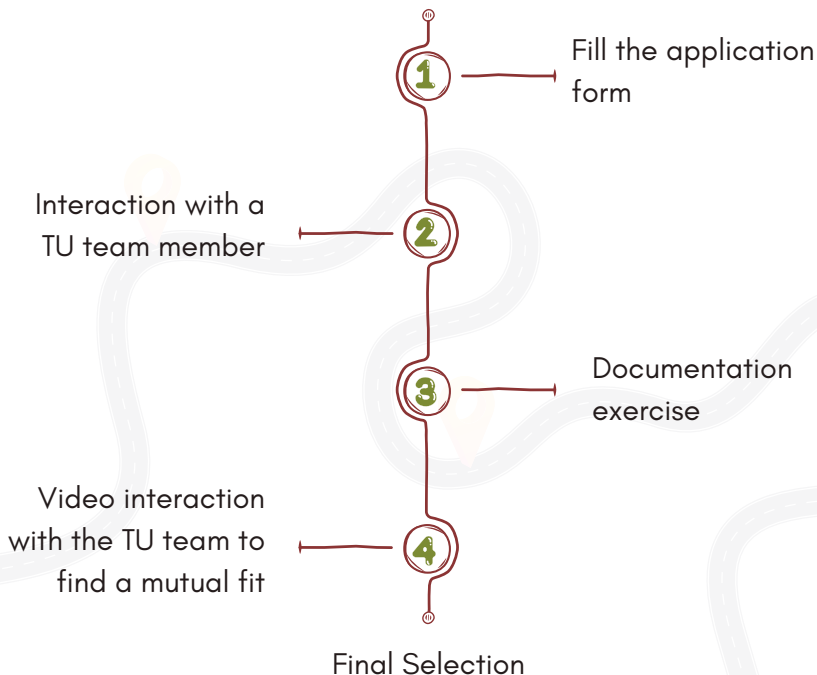 1
Fill the application
form
Interaction with a
TU team member
2
3
Documentation
exercise
Video interaction
with the TU team to
find a mutual fit
4
Final Selection